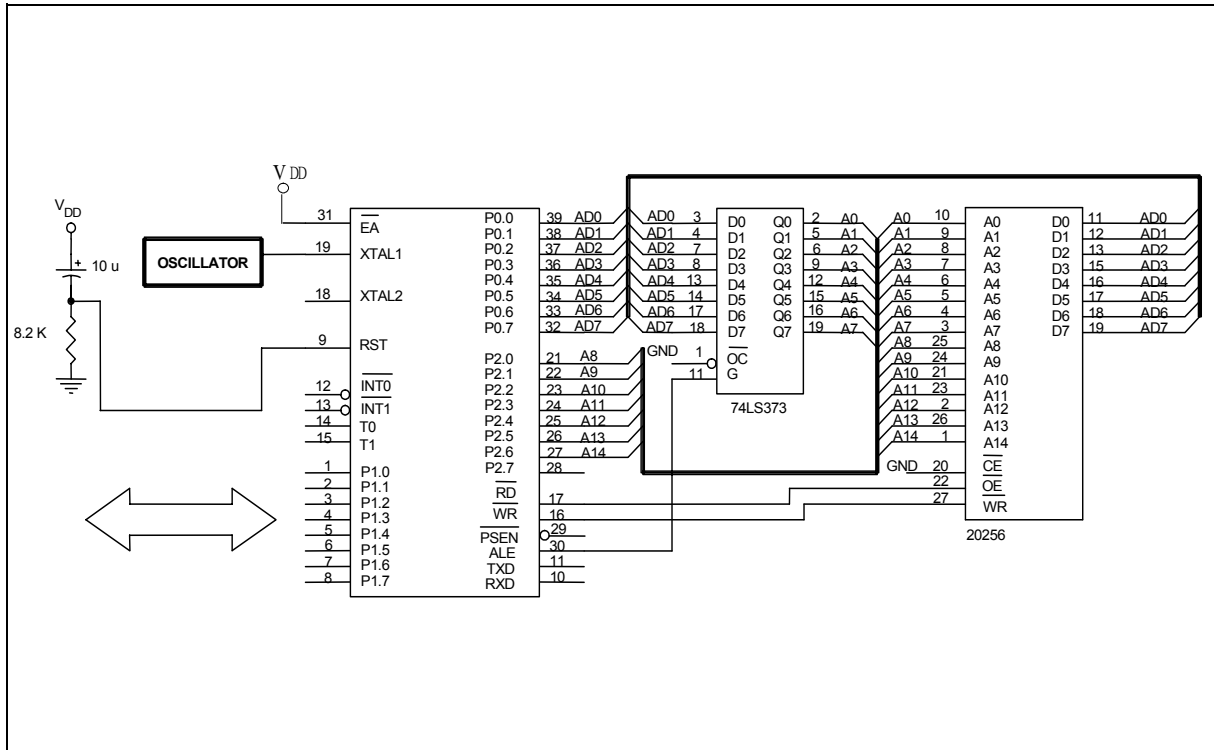 V DD
V DD
10 u
8.2 K
OSCILLATOR
31 EA
19 XTAL1
18 XTAL2
9 RST
12 INT0
13 INT1
14 T0
15 T1
1 P1.0
2 P1.1
3 P1.2
4 P1.3
5 P1.4
6 P1.5
7 P1.6
8 P1.7
P0.0 39 AD0
P0.1 38 AD1
P0.2 37 AD2
P0.3 36 AD3
P0.4 35 AD4
P0.5 34 AD5
P0.6 33 AD6
P0.7 32 AD7
P2.0 21 A8
P2.1 22 A9
P2.2 23 A10
P2.3 24 A11
P2.4 25 A12
P2.5 26 A13
P2.6 27 A14
P2.7 28
RD 17
WR 16
PSEN 29
ALE 30
TXD 11
RXD 10
AD0 3 D0 Q0 2 A0
AD1 4 D1 Q1 5 A1
AD2 7 D2 Q2 6 A2
AD3 8 D3 Q3 9 A3
AD4 13 D4 Q4 12 A4
AD5 14 D5 Q5 15 A5
AD6 17 D6 Q6 16 A6
AD7 18 D7 Q7 19 A7
GND 1 OC
11 G
74LS373
A0 10 A0 D0 11 AD0
A1 9 A1 D1 12 AD1
A2 8 A2 D2 13 AD2
A3 7 A3 D3 15 AD3
A4 6 A4 D4 16 AD4
A5 5 A5 D5 17 AD5
A6 4 A6 D6 18 AD6
A7 3 A7 D7 19 AD7
A8 25 A8
A9 24 A9
A10 21 A10
A11 23 A11
A12 2 A12
A13 26 A13
A14 1 A14
GND 20 CE
22 OE
27 WR
20256